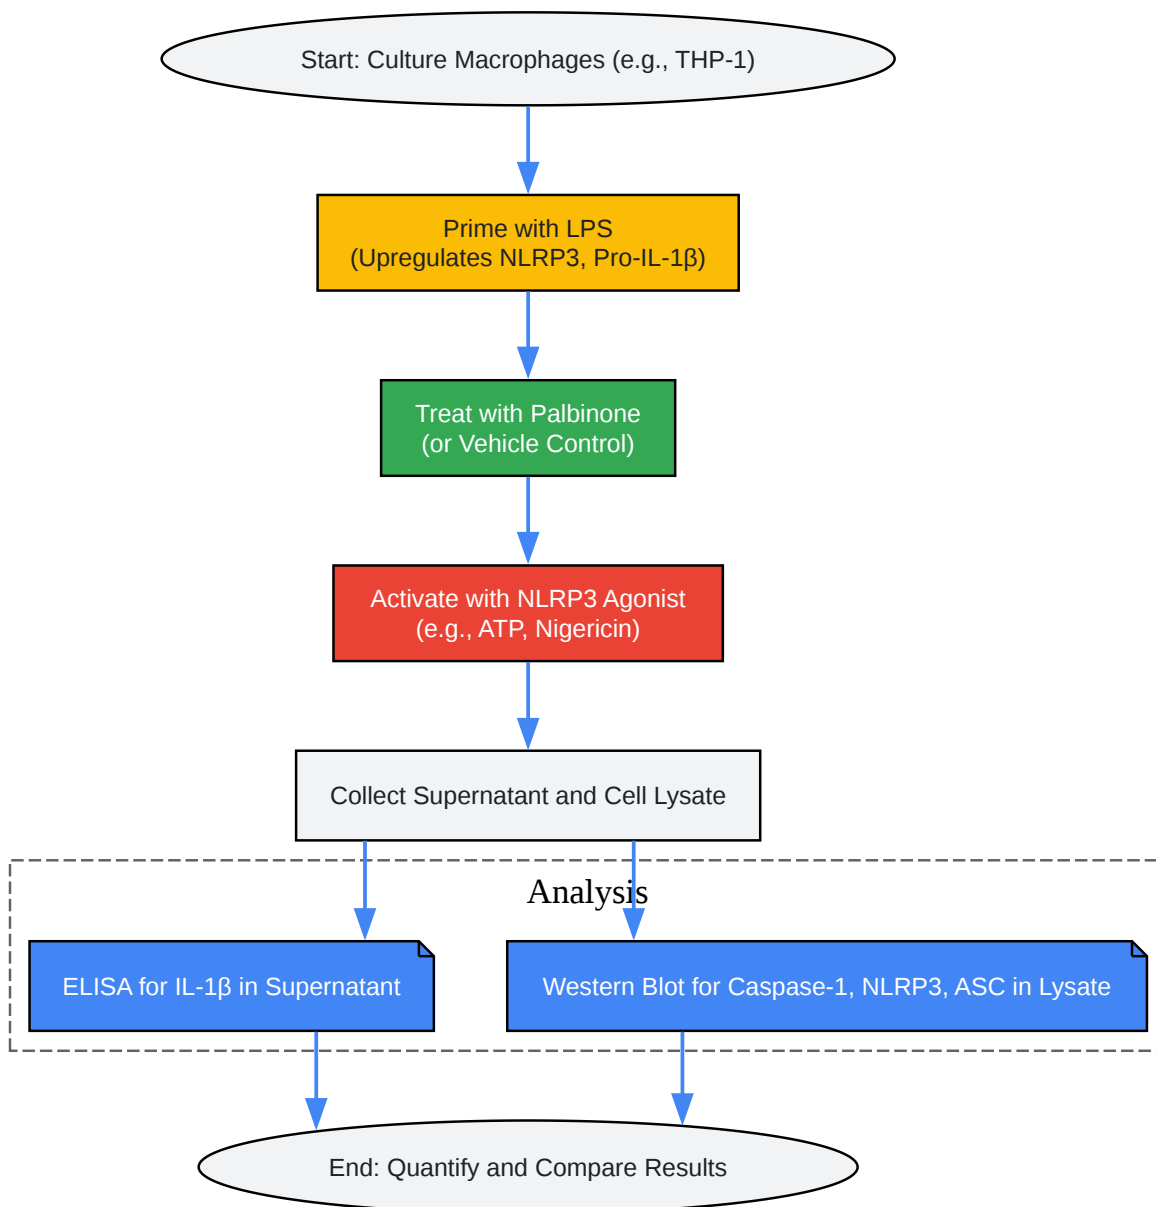 Start: Culture Macrophages (e.g., THP-1)
Prime with LPS
(Upregulates NLRP3, Pro-IL-1β)
Treat with Palbinone
(or Vehicle Control)
Activate with NLRP3 Agonist
(e.g., ATP, Nigericin)
Collect Supernatant and Cell Lysate
Analysis
ELISA for IL-1β in Supernatant
Western Blot for Caspase-1, NLRP3, ASC in Lysate
End: Quantify and Compare Results